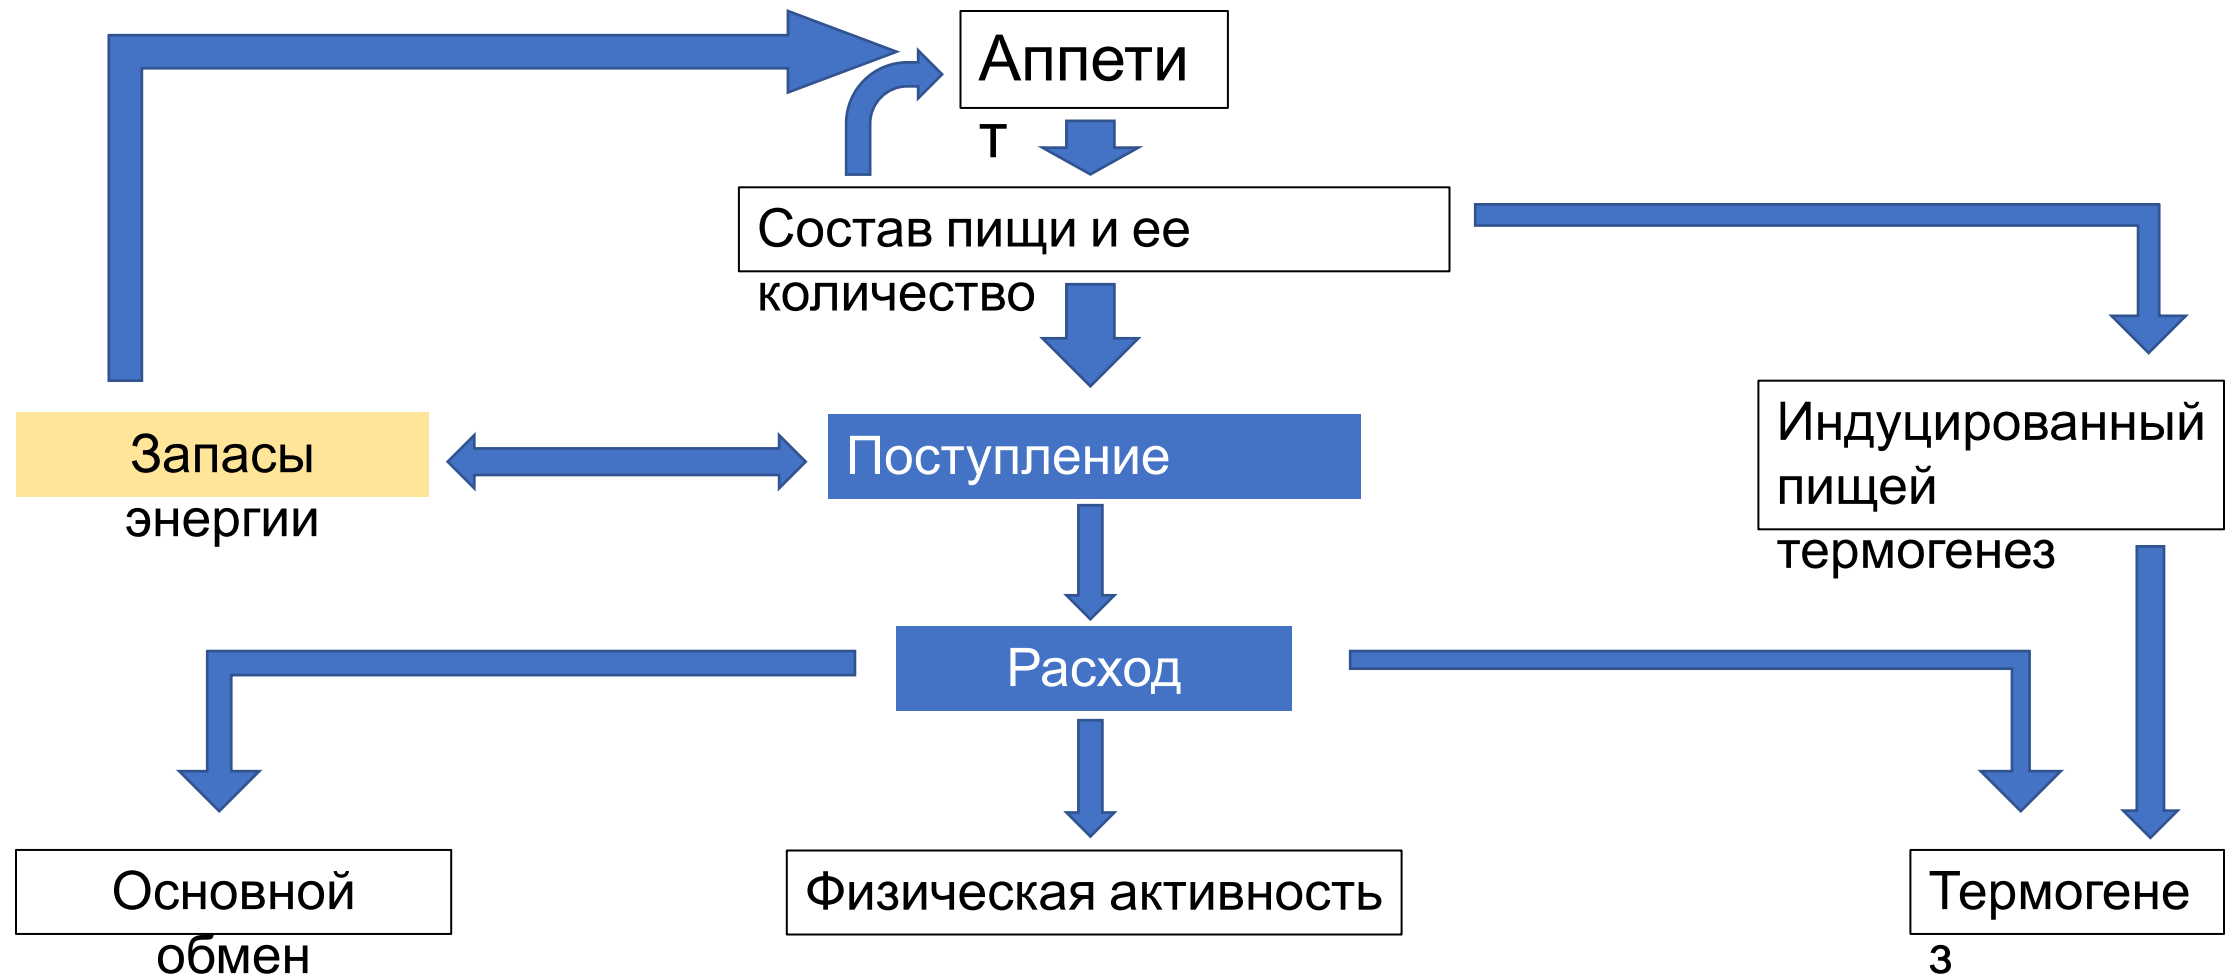 Аппети
т
Состав пищи и ее
количество
Запасы
энергии
Поступление
Индуцированный
пищей
термогенез
Расход
Основной
обмен
Физическая активность
Термогене
з